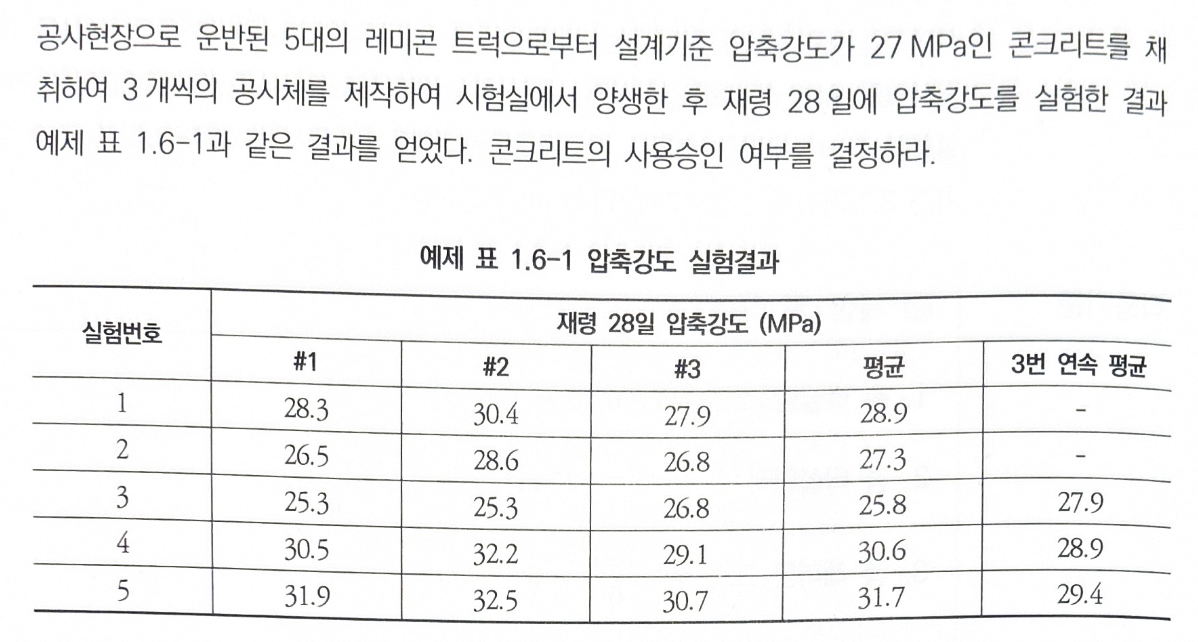 공사현장으로 운반된 5대의 레미콘 트럭으로부터 설계기준 압축강도가 27 MPa인 콘크리트를 채
취하여 3개씩의 공시체를 제작하여 시험실에서 양생한 후 재령 28일에 압축강도를 실험한 결과
예제 표 1.6-1과 같은 결과를 얻었다. 콘크리트의 사용승인 여부를 결정하라.
예제 표 1.6-1 압축강도 실험결과
실험번호 재령 28일 압축강도 (MPa)
#1 #2 #3 평균 3번 연속 평균
1 28.3 30.4 27.9 28.9 -
2 26.5 28.6 26.8 27.3 -
3 25.3 25.3 26.8 25.8 27.9
4 30.5 32.2 29.1 30.6 28.9
5 31.9 32.5 30.7 31.7 29.4